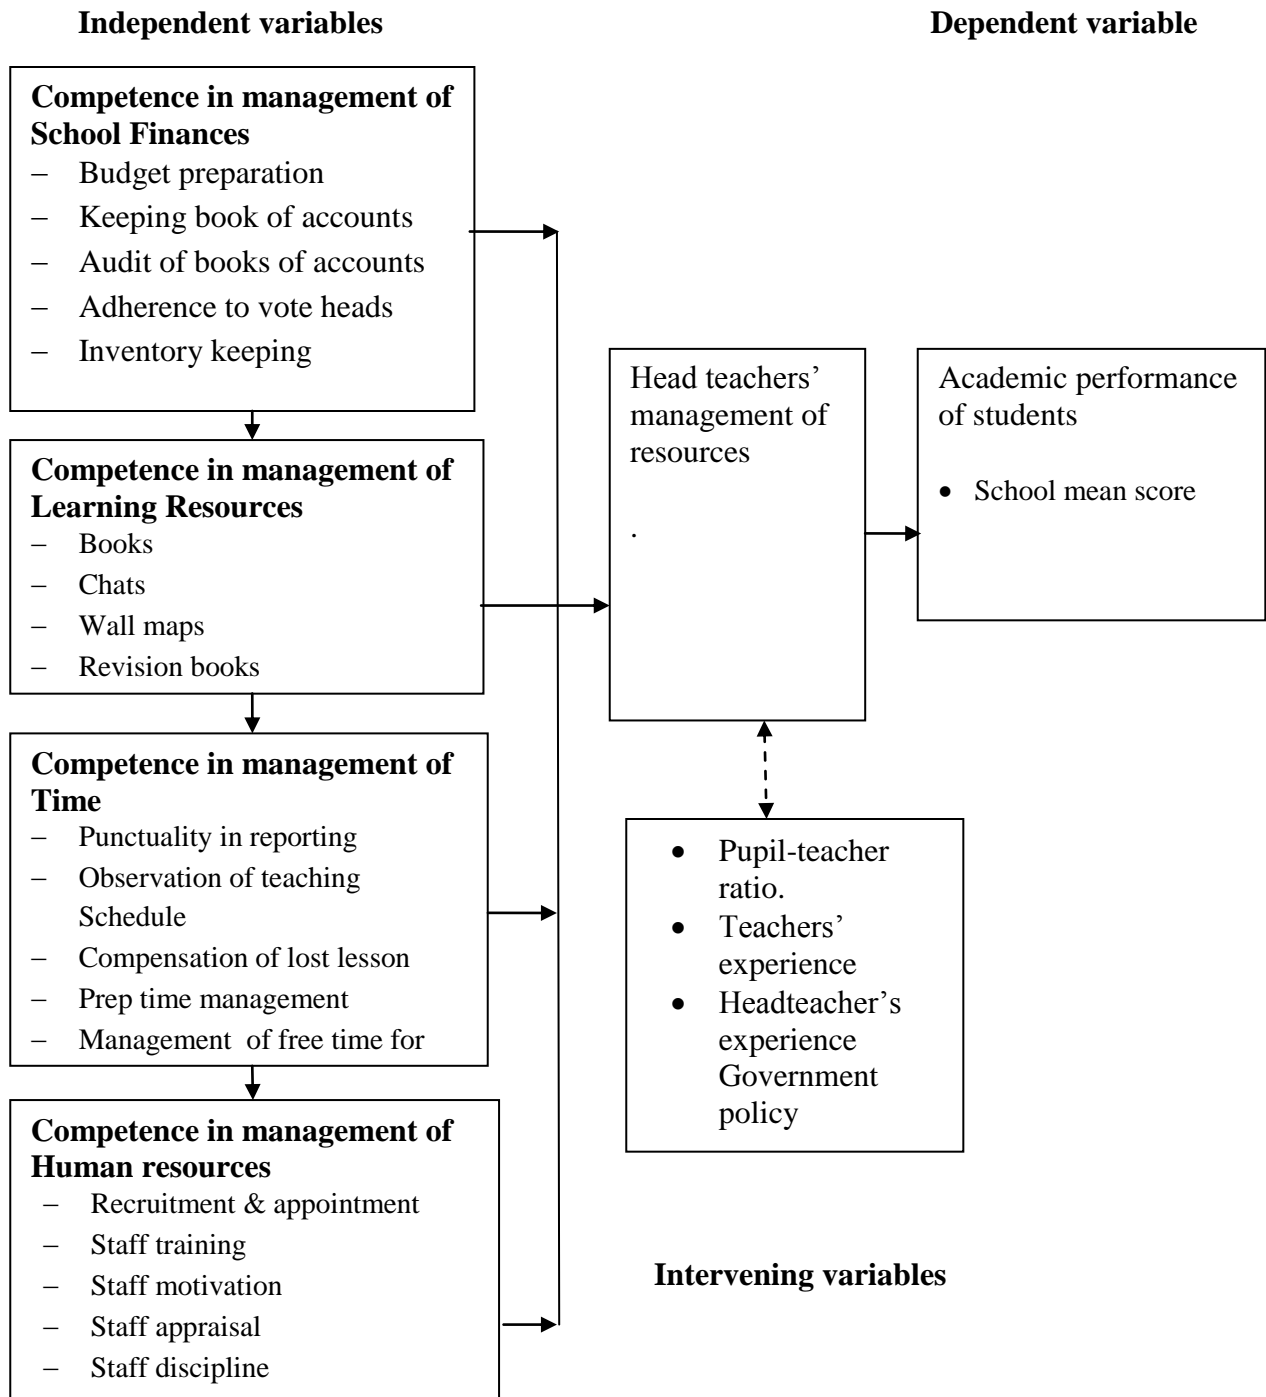 Independent variables
Dependent variable
Competence in management of
School Finances
– Budget preparation
– Keeping book of accounts
– Audit of books of accounts
– Adherence to vote heads
– Inventory keeping
Competence in management of
Learning Resources
– Books
– Chats
– Wall maps
– Revision books
Competence in management of
Time
– Punctuality in reporting
– Observation of teaching
Schedule
– Compensation of lost lesson
– Prep time management
– Management of free time for
Competence in management of
Human resources
– Recruitment & appointment
– Staff training
– Staff motivation
– Staff appraisal
– Staff discipline
Head teachers’
management of
resources
.
Academic performance
of students
• School mean score
• Pupil-teacher
ratio.
• Teachers’
experience
• Headteacher’s
experience
Government
policy
Intervening variables